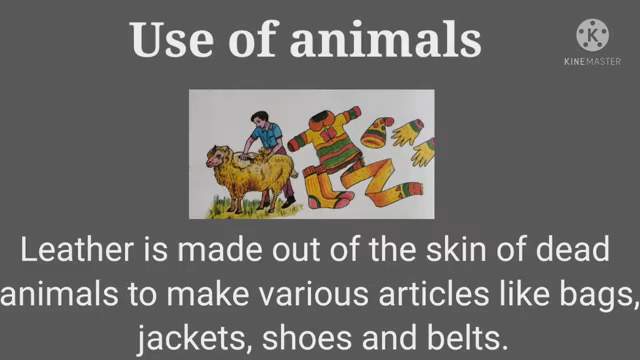 Use of animals
K
KINEMASTER
Leather is made out of the skin of dead
animals to make various articles like bags,
jackets, shoes and belts.